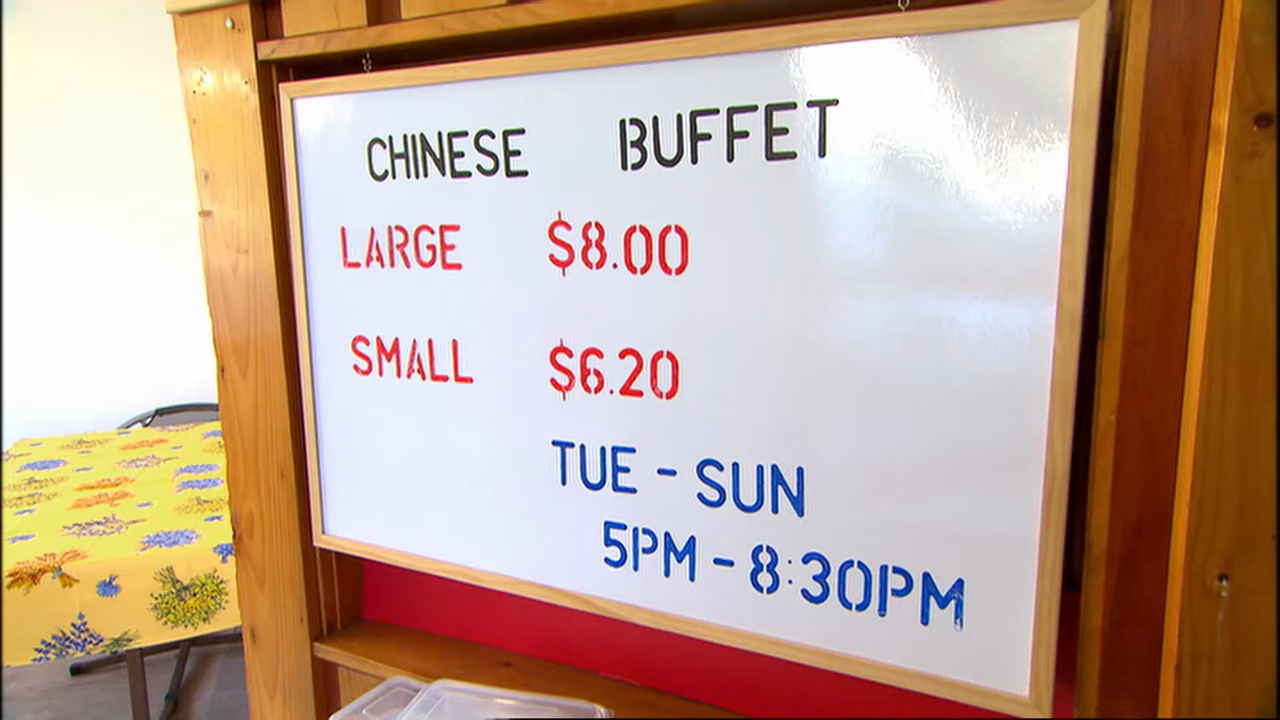 CHINESE BUFFET
LARGE $8.00
SMALL $6.20
TUE - SUN
5PM - 8:30PM